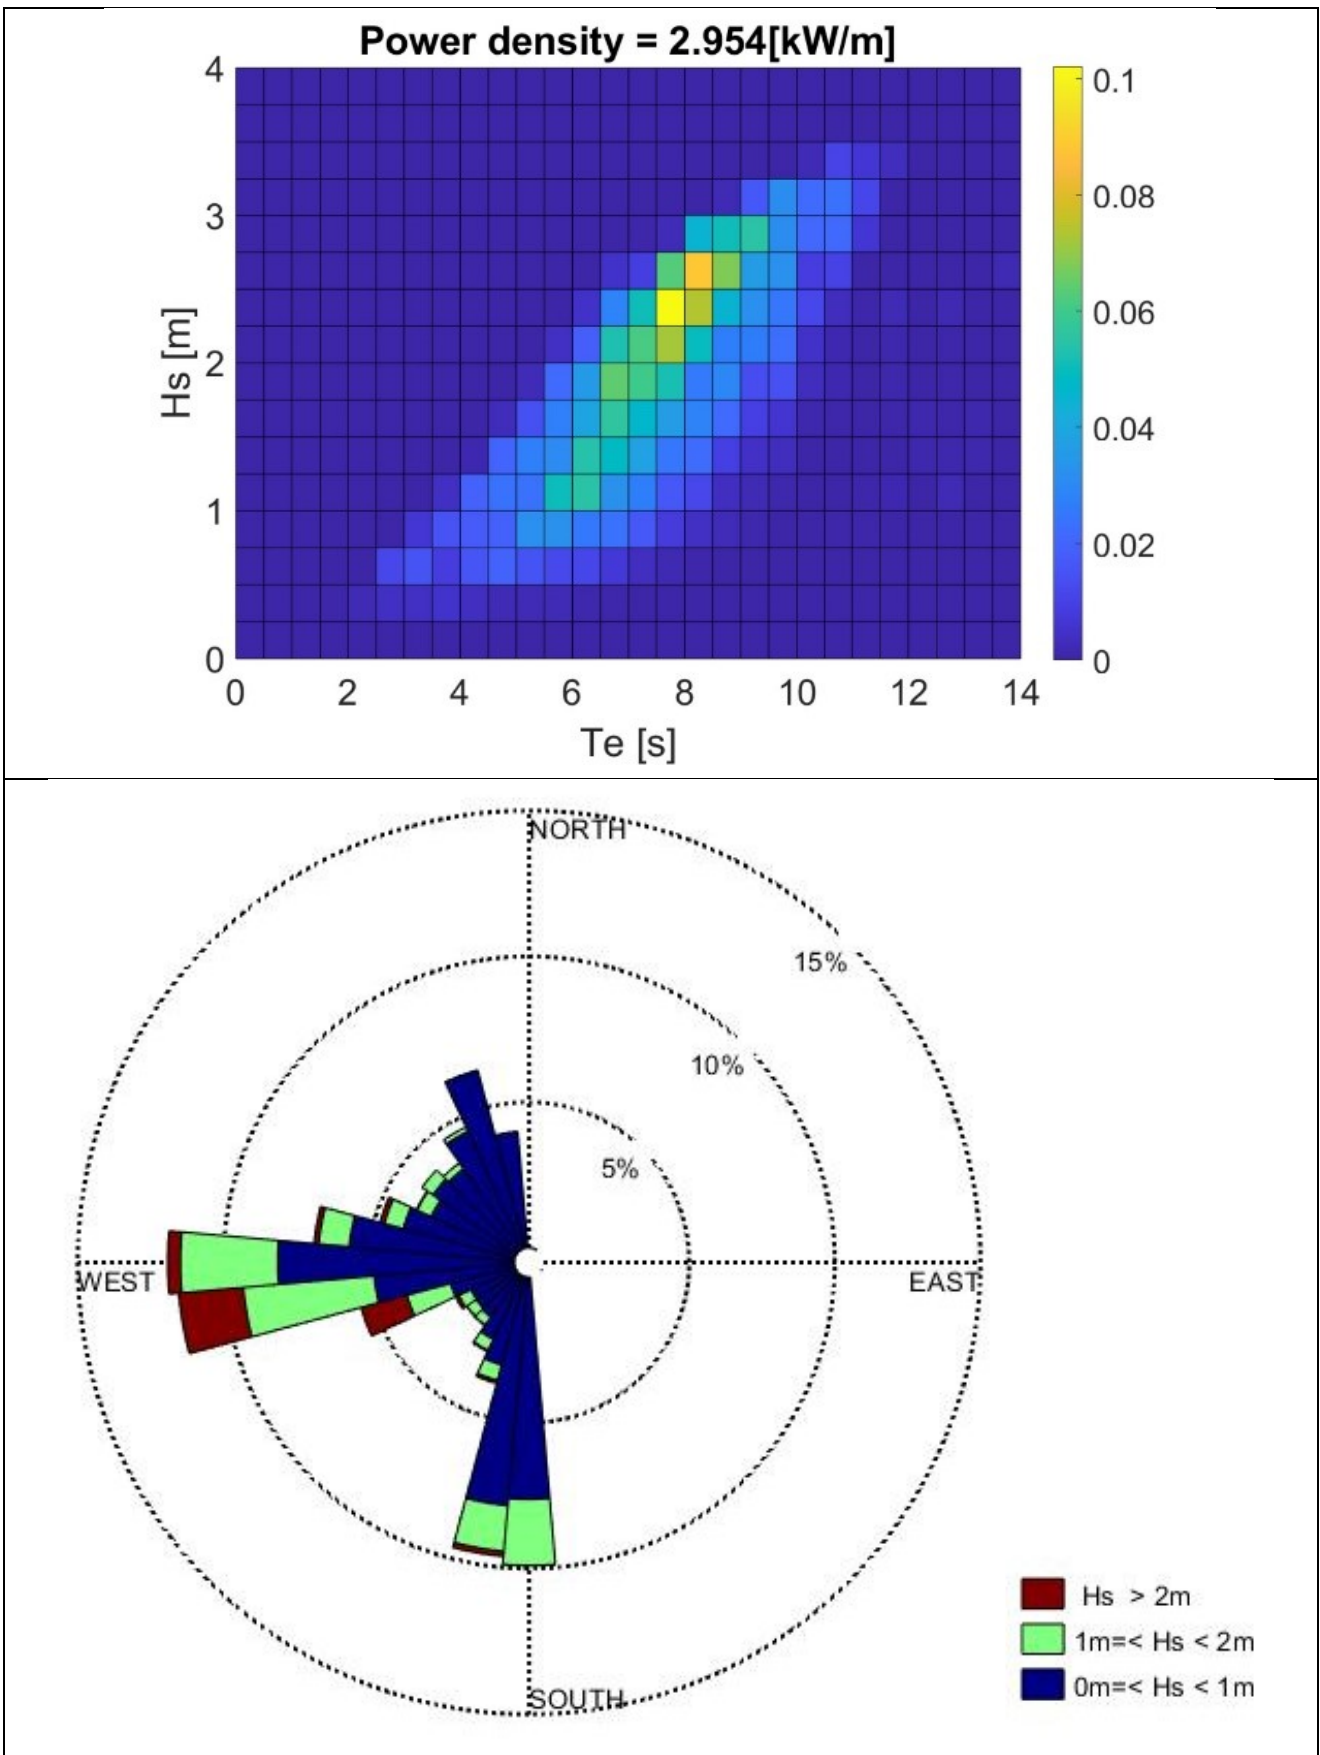 Power density = 2.954[kW/m]
4
3
2
1
0
Hs [m]
0 2 4 6 8 10 12 14
Te [s]
0.1
0.08
0.06
0.04
0.02
0
NORTH
15%
10%
5%
WEST
EAST
SOUTH
Hs > 2m
1m=< Hs < 2m
0m=< Hs < 1m